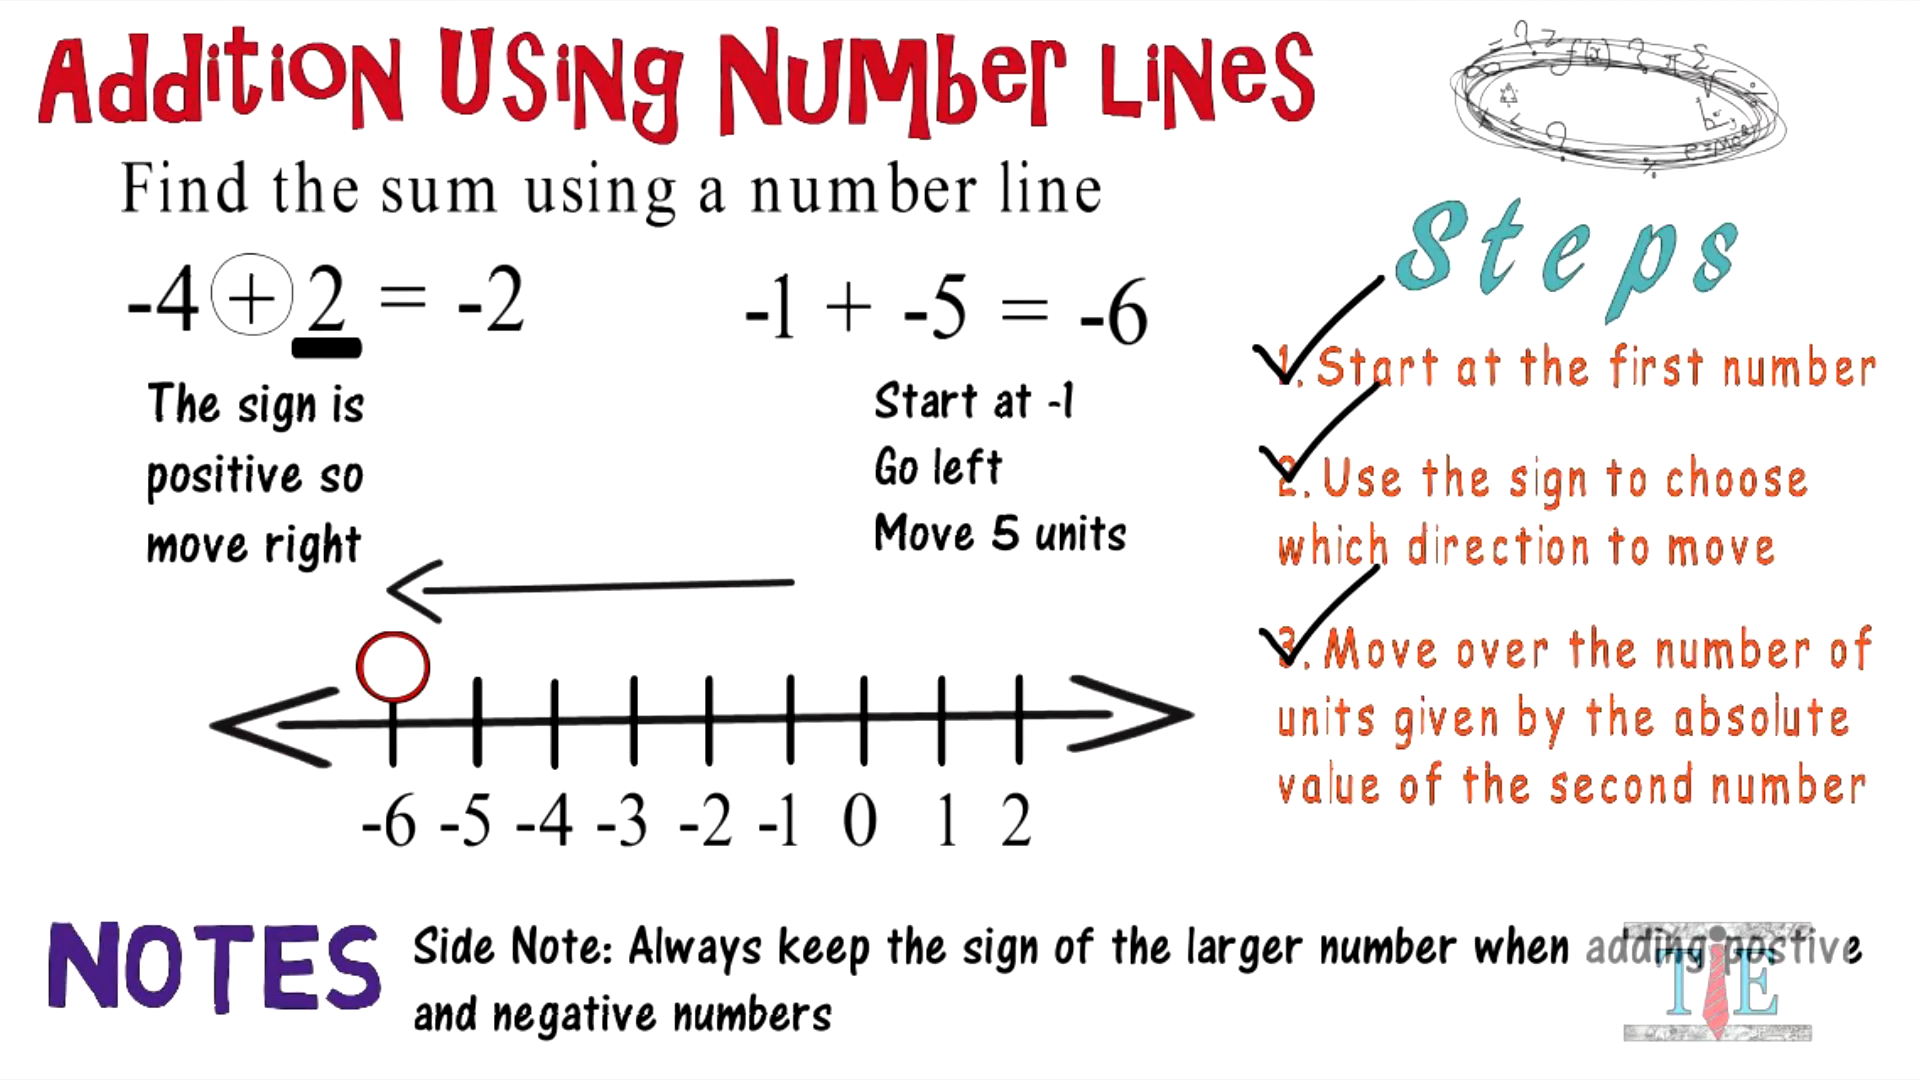 Addition Using Number Lines
Find the sum using a number line
-4 + 2 = -2
-1 + -5 = -6
The sign is
positive so
move right
Start at -1
Go left
Move 5 units
Steps
1. Start at the first number
2. Use the sign to choose
which direction to move
3. Move over the number of
units given by the absolute
value of the second number
-6 -5 -4 -3 -2 -1 0 1 2
NOTES
Side Note: Always keep the sign of the larger number when adding postive
and negative numbers
TIE